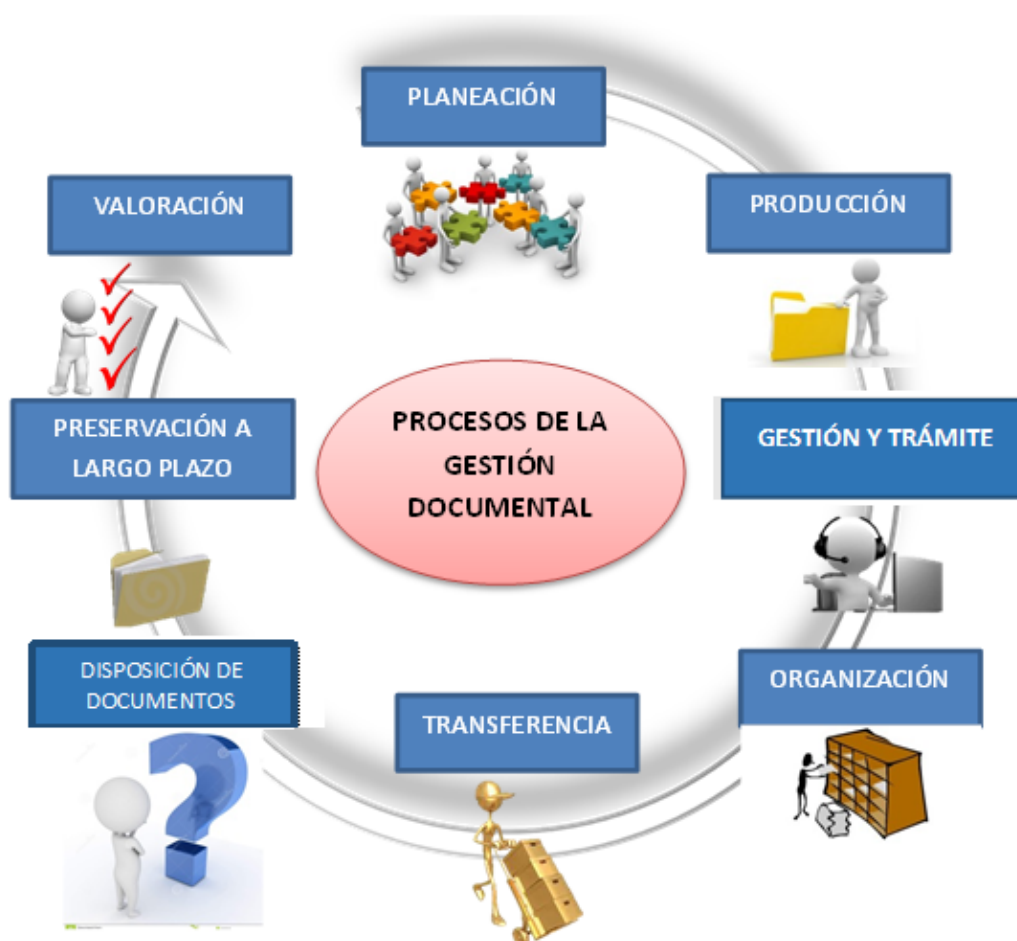 PLANEACIÓN
PRODUCCIÓN
GESTIÓN Y TRÁMITE
ORGANIZACIÓN
TRANSFERENCIA
DISPOSICIÓN DE
DOCUMENTOS
PRESERVACIÓN A
LARGO PLAZO
VALORACIÓN
PROCESOS DE LA
GESTIÓN
DOCUMENTAL